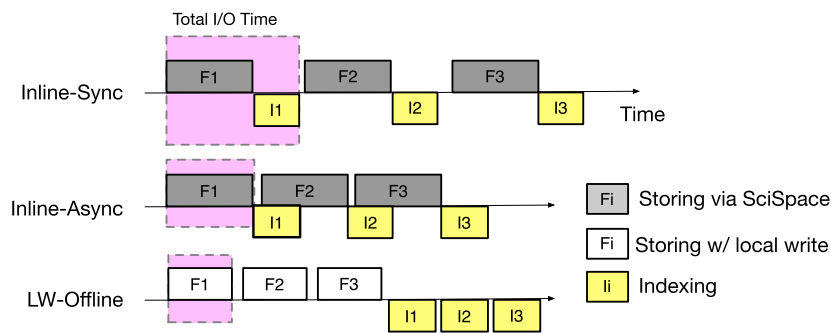 Total I/O Time
F1 F2 F3
Inline-Sync
I1 I2 I3
Time
F1 F2 F3
Inline-Async
I1 I2 I3
F1 F2 F3
LW-Offline
I1 I2 I3
Fi Storing via SciSpace
Fi Storing w/ local write
Ii Indexing